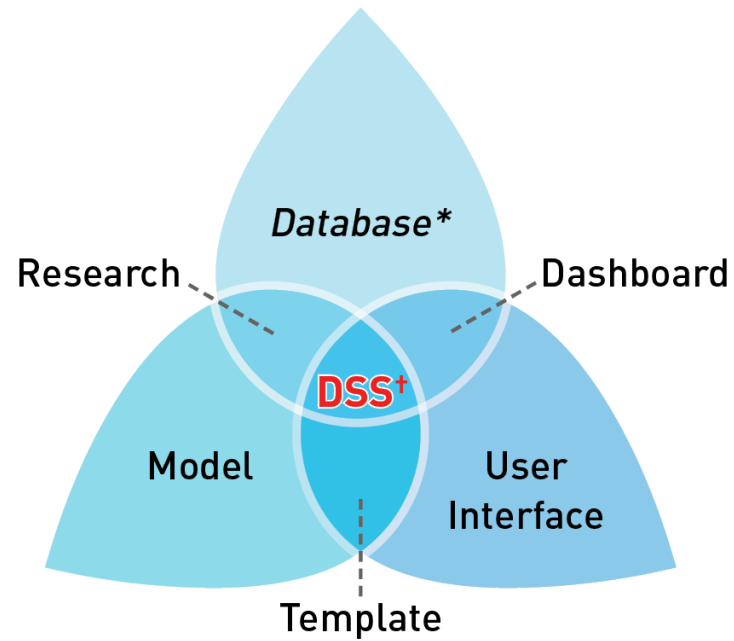 Database*
Research
Dashboard
DSS†
Model
User
Interface
Template